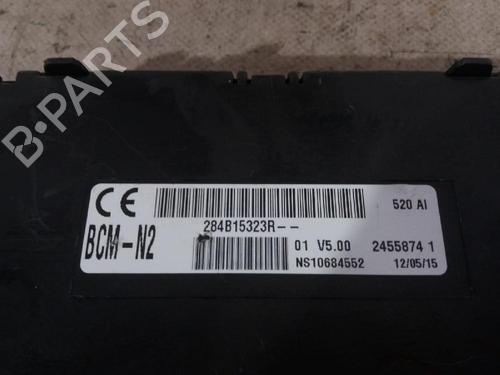 B-PARTS
CE
520 AI
284B15323R--
BCM-N2
01 V5.00
2455874 1
NS10684552
12/05/15